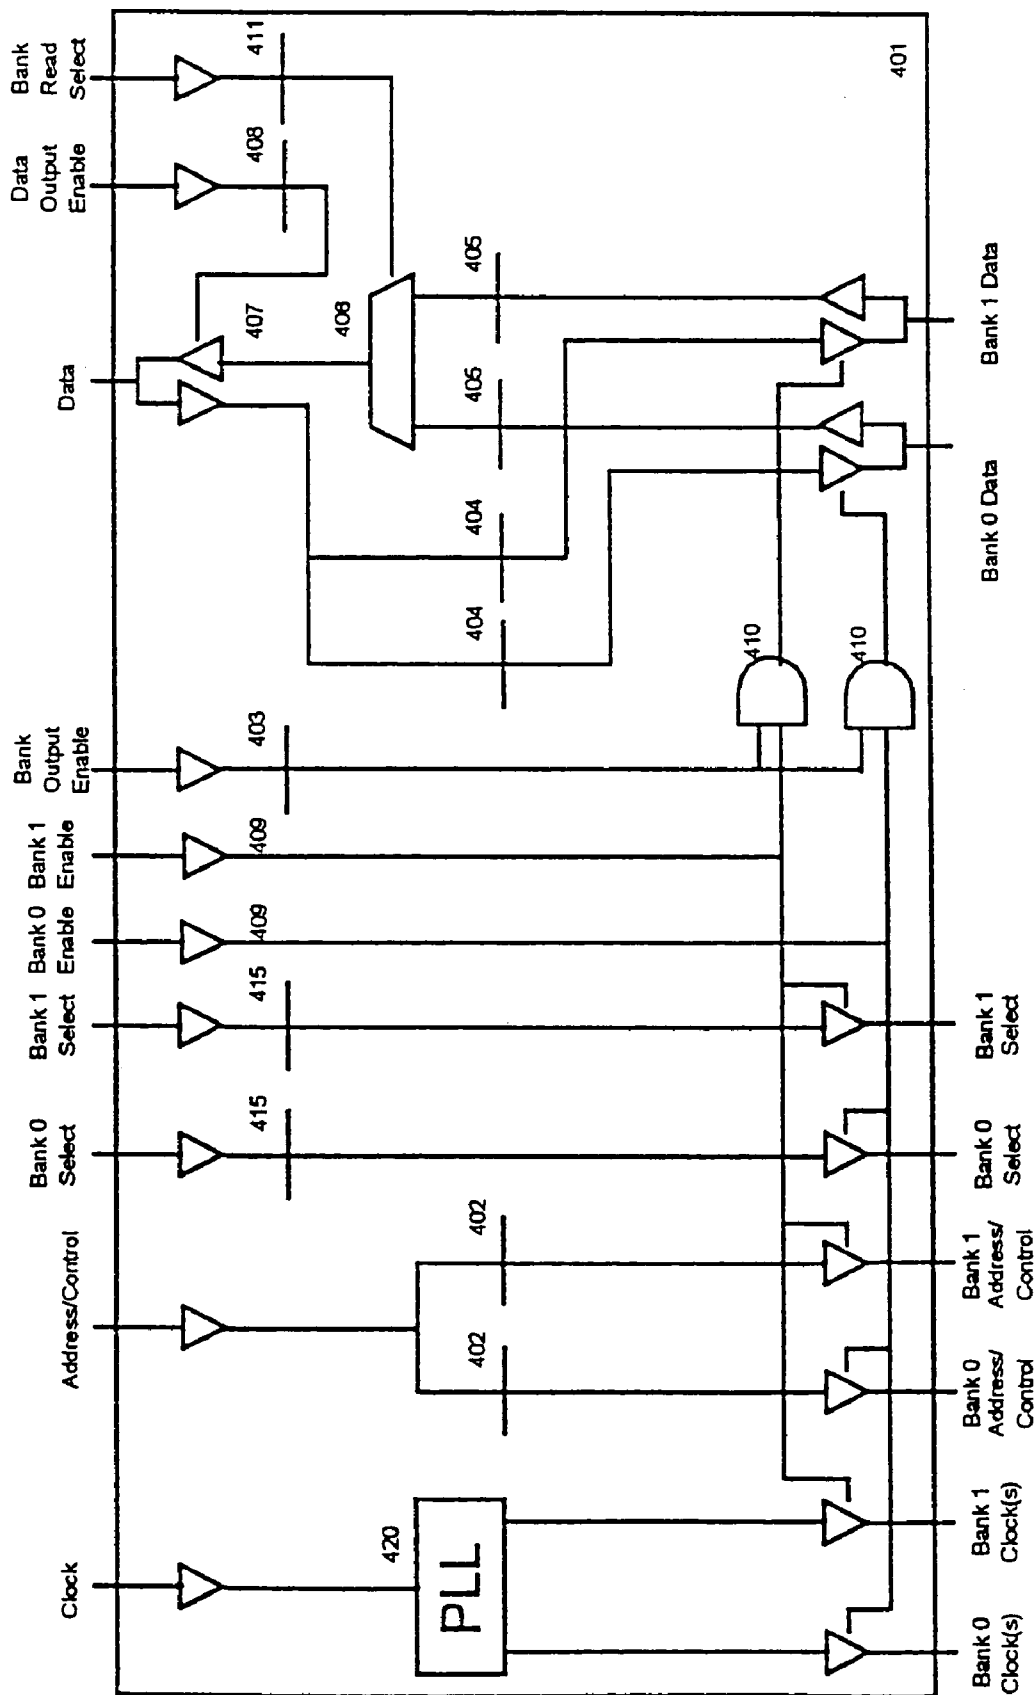 Bank
Read
Select
Data
Output
Enable
Data
Bank
Output
Enable
Bank 1
Enable
Bank 0
Enable
Bank 1
Select
Bank 0
Select
Address/Control
Clock
411
408
407
406
405
405
404
404
403
409
409
415
415
402
402
420
PLL
410
410
401
Bank 1 Data
Bank 0 Data
Bank 1
Select
Bank 0
Select
Bank 1
Address/
Control
Bank 0
Address/
Control
Bank 1
Clock(s)
Bank 0
Clock(s)